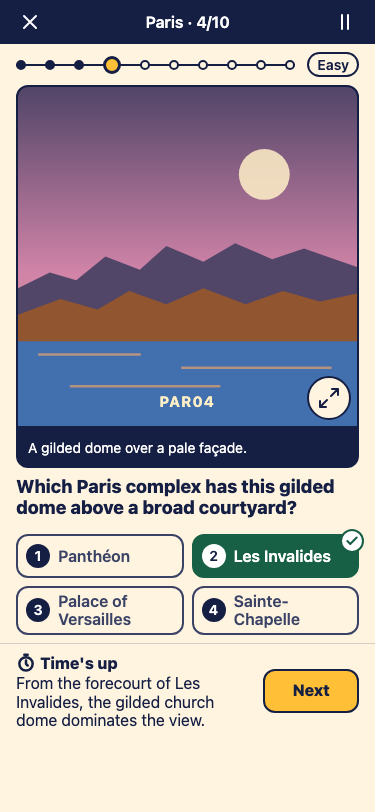 Paris · 4/10
Easy
PAR04
A gilded dome over a pale façade.
Which Paris complex has this gilded
dome above a broad courtyard?
1 Panthéon
2 Les Invalides
3 Palace of
Versailles
4 Sainte-
Chapelle
Time's up
From the forecourt of Les
Invalides, the gilded church
dome dominates the view.
Next